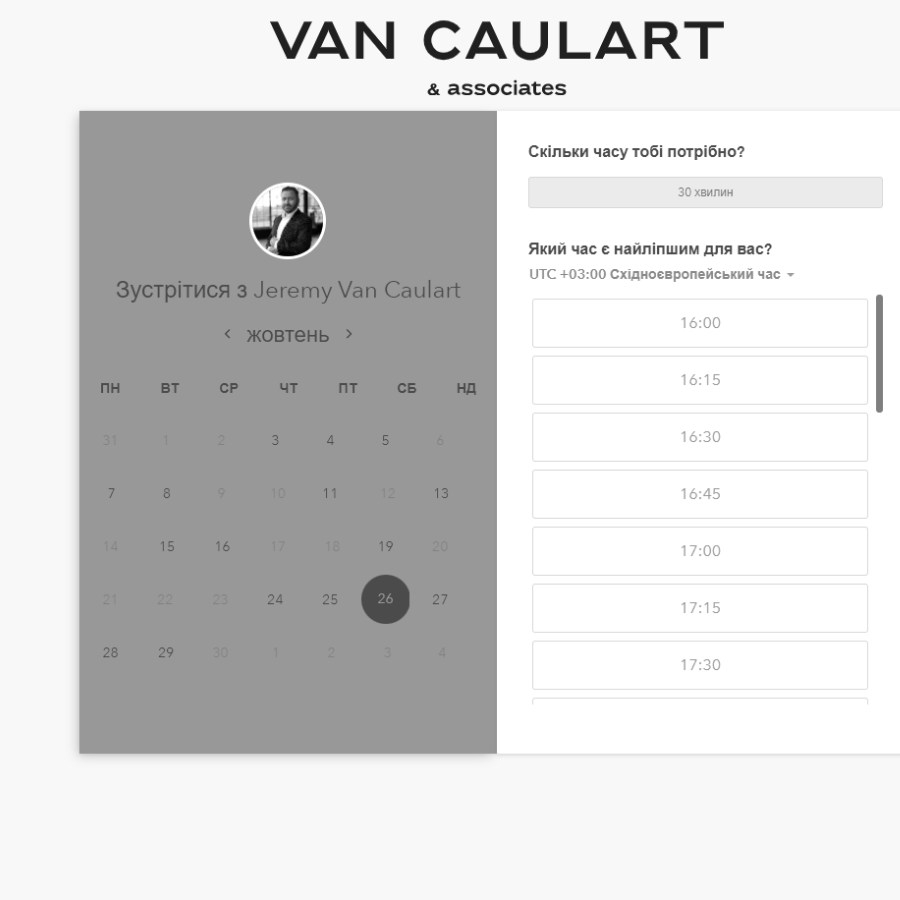 VAN CAULART
& associates
Зустрітися з Jeremy Van Caulart
жовтень
ПН ВТ СР ЧТ ПТ СБ НД
31 1 2 3 4 5 6
7 8 9 10 11 12 13
14 15 16 17 18 19 20
21 22 23 24 25 26 27
28 29 30 1 2 3 4
Скільки часу тобі потрібно?
30 хвилин
Який час є найліпшим для вас?
UTC +03:00 Східноєвропейський час
16:00
16:15
16:30
16:45
17:00
17:15
17:30